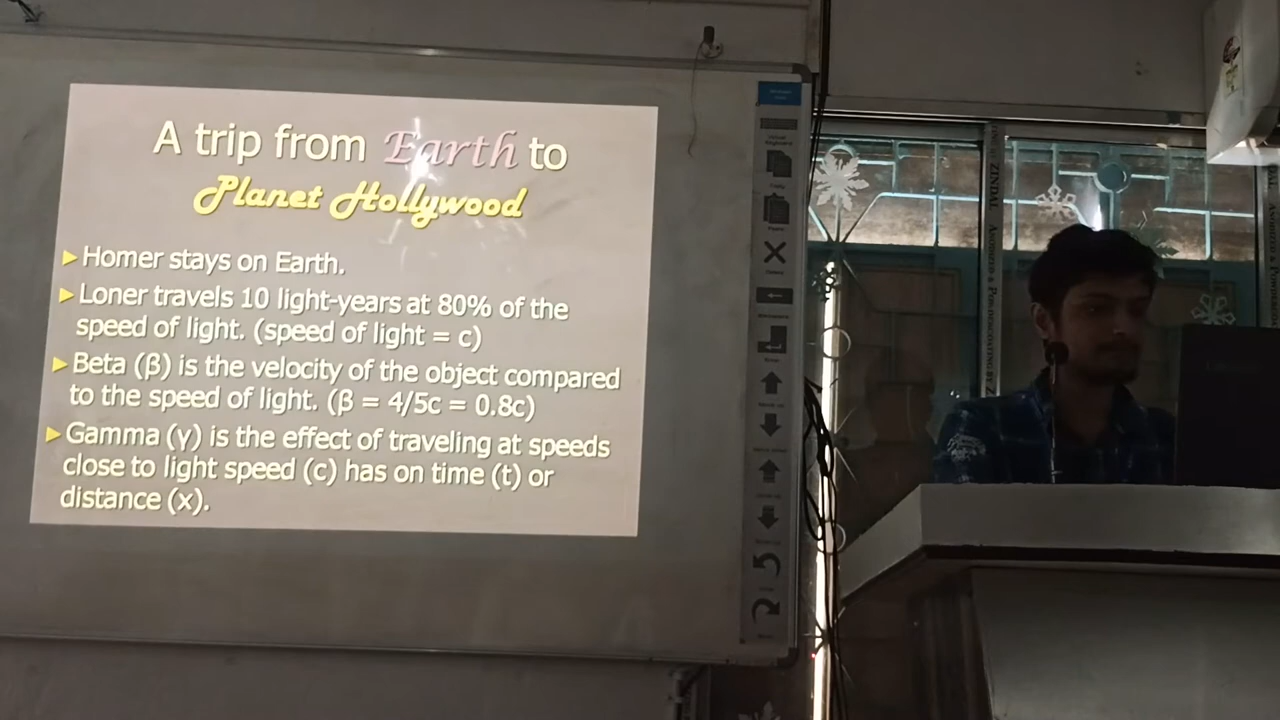 A trip from Earth to
Planet Hollywood
Homer stays on Earth.
Loner travels 10 light-years at 80% of the
speed of light. (speed of light = c)
Beta (β) is the velocity of the object compared
to the speed of light. (β = 4/5c = 0.8c)
Gamma (γ) is the effect of traveling at speeds
close to light speed (c) has on time (t) or
distance (x).